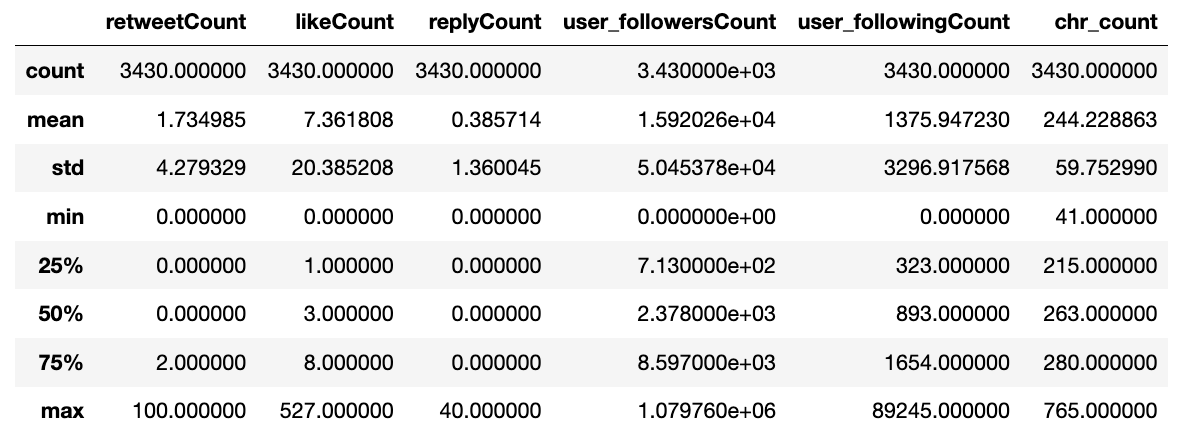 retweetCount likeCount replyCount user_followersCount user_followingCount chr_count
count 3430.000000 3430.000000 3430.000000 3.430000e+03 3430.000000 3430.000000
mean 1.734985 7.361808 0.385714 1.592026e+04 1375.947230 244.228863
std 4.279329 20.385208 1.360045 5.045378e+04 3296.917568 59.752990
min 0.000000 0.000000 0.000000 0.000000e+00 0.000000 41.000000
25% 0.000000 1.000000 0.000000 7.130000e+02 323.000000 215.000000
50% 0.000000 3.000000 0.000000 2.378000e+03 893.000000 263.000000
75% 2.000000 8.000000 0.000000 8.597000e+03 1654.000000 280.000000
max 100.000000 527.000000 40.000000 1.079760e+06 89245.000000 765.000000